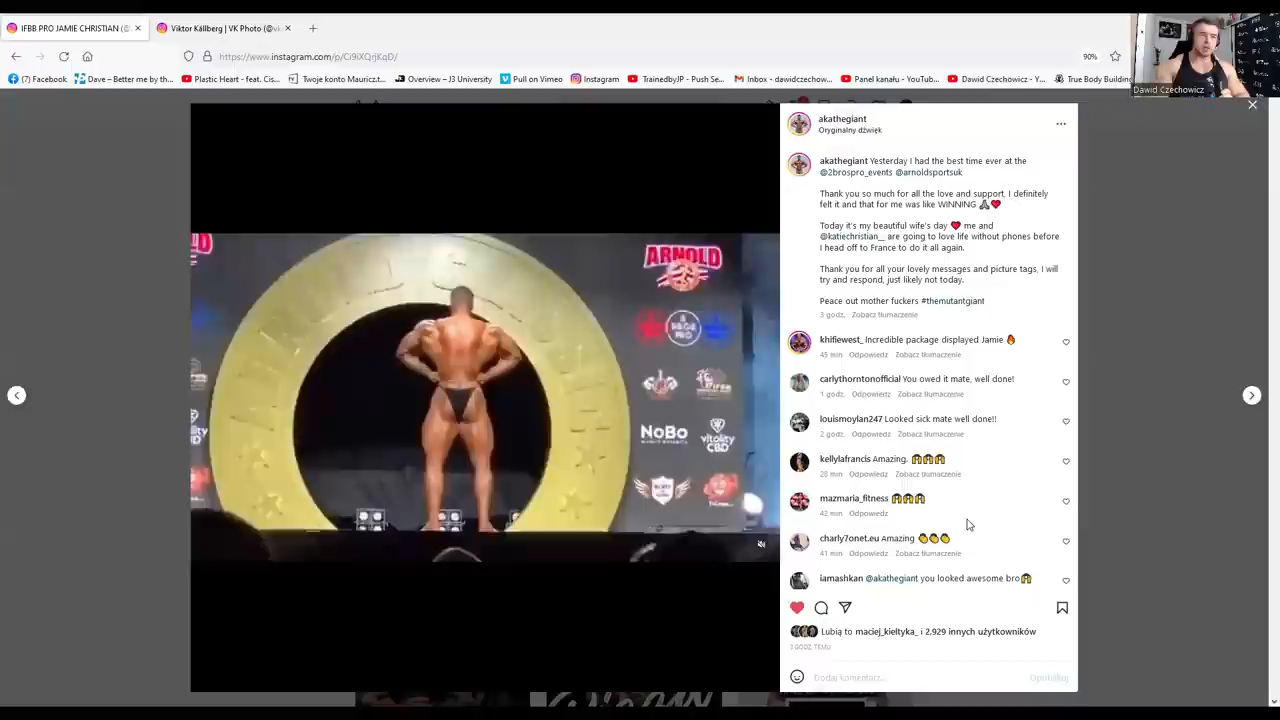 IFBB PRO JAMIE CHRISTIAN (@
Viktor Källberg | VK Photo (@v
https://www.instagram.com/p/Ci9iXQrjKqD/
90%
(7) Facebook
Dave – Better me by th...
Plastic Heart - feat. Cis...
Twoje konto Mauricz.t...
Overview – J3 University
Pull on Vimeo
Instagram
TrainedbyJP - Push Se...
Inbox - dawidczechow...
Panel kanału - YouTub...
Dawid Czechowicz - Y...
True Body Building
Dawid Czechowicz
akathegiant
Oryginalny dźwięk
akathegiant Yesterday I had the best time ever at the
@2brospro_events @arnoldsportsuk
Thank you so much for all the love and support, I definitely
felt it and that for me was like WINNING
Today it's my beautiful wife's day ❤️ me and
@katiechristian__ are going to love life without phones before
I head off to France to do it all again.
Thank you for all your lovely messages and picture tags, I will
try and respond, just likely not today.
Peace out mother fuckers #themutantgiant
3 godz. Zobacz tłumaczenie
khifiewest_ Incredible package displayed Jamie 🔥
45 min Odpowiedz Zobacz tłumaczenie
carlythorntonofficial You owed it mate, well done!
1 godz. Odpowiedz Zobacz tłumaczenie
louismoylan247 Looked sick mate well done!!
2 godz. Odpowiedz Zobacz tłumaczenie
kellylafrancis Amazing.
28 min Odpowiedz Zobacz tłumaczenie
mazmaria_fitness
42 min Odpowiedz
charly7onet.eu Amazing 👏👏👏
41 min Odpowiedz Zobacz tłumaczenie
iamashkan @akathegiant you looked awesome bro
Lubią to maciej_kieltyka_ i 2,929 innych użytkowników
3 GODZ. TEMU
Dodaj komentarz...
Opublikuj
ARNOLD
NoBo
Vitality
CBD